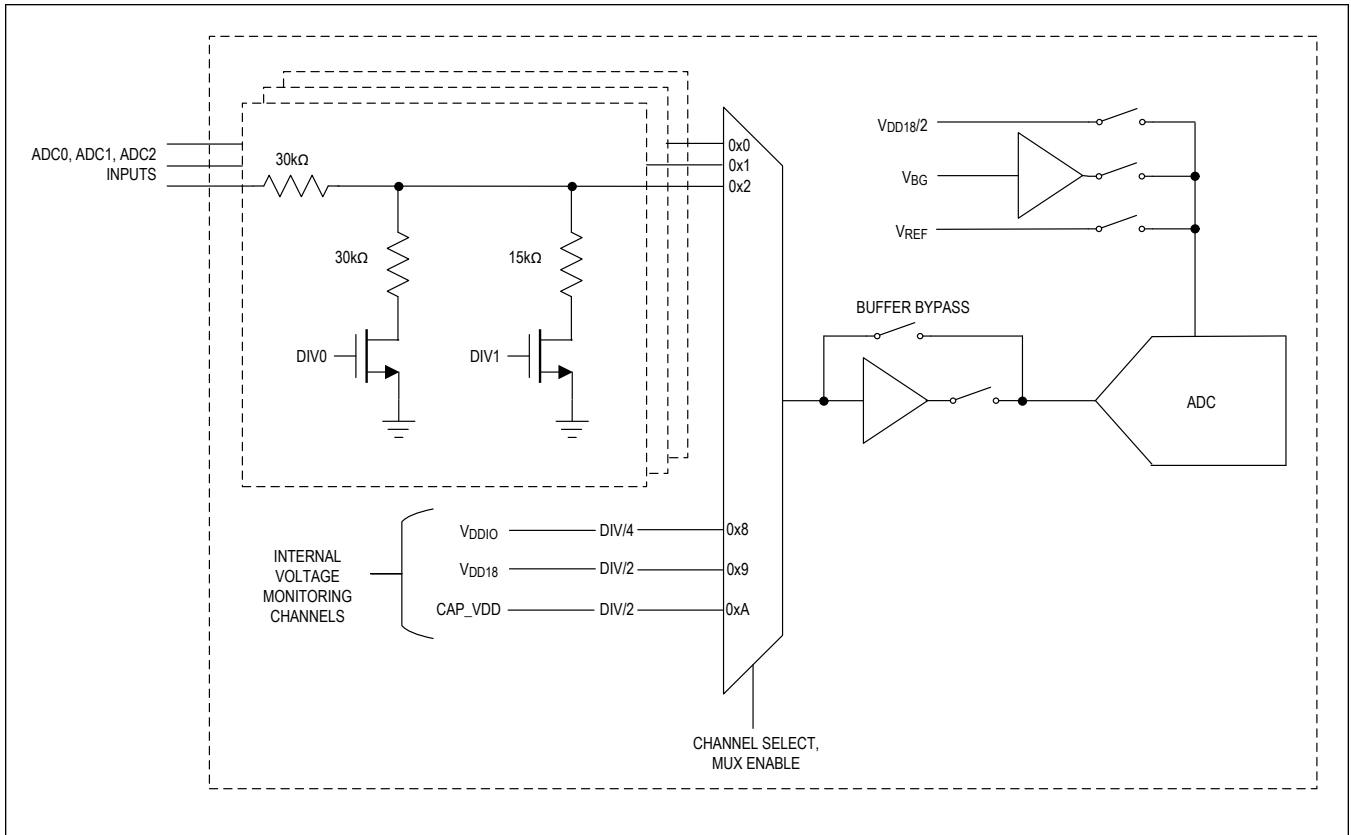 ADC0, ADC1, ADC2
INPUTS
30kΩ
30kΩ
15kΩ
DIV0
DIV1
0x0
0x1
0x2
VDD18/2
VBG
VREF
BUFFER BYPASS
ADC
INTERNAL
VOLTAGE
MONITORING
CHANNELS
VDDIO DIV/4 0x8
VDD18 DIV/2 0x9
CAP_VDD DIV/2 0xA
CHANNEL SELECT,
MUX ENABLE